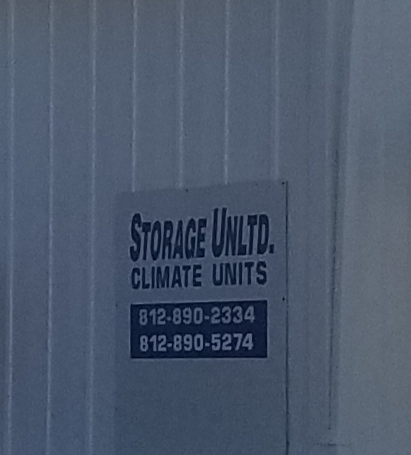 STORAGE UNLTD.
CLIMATE UNITS
812-890-2334
812-890-5274